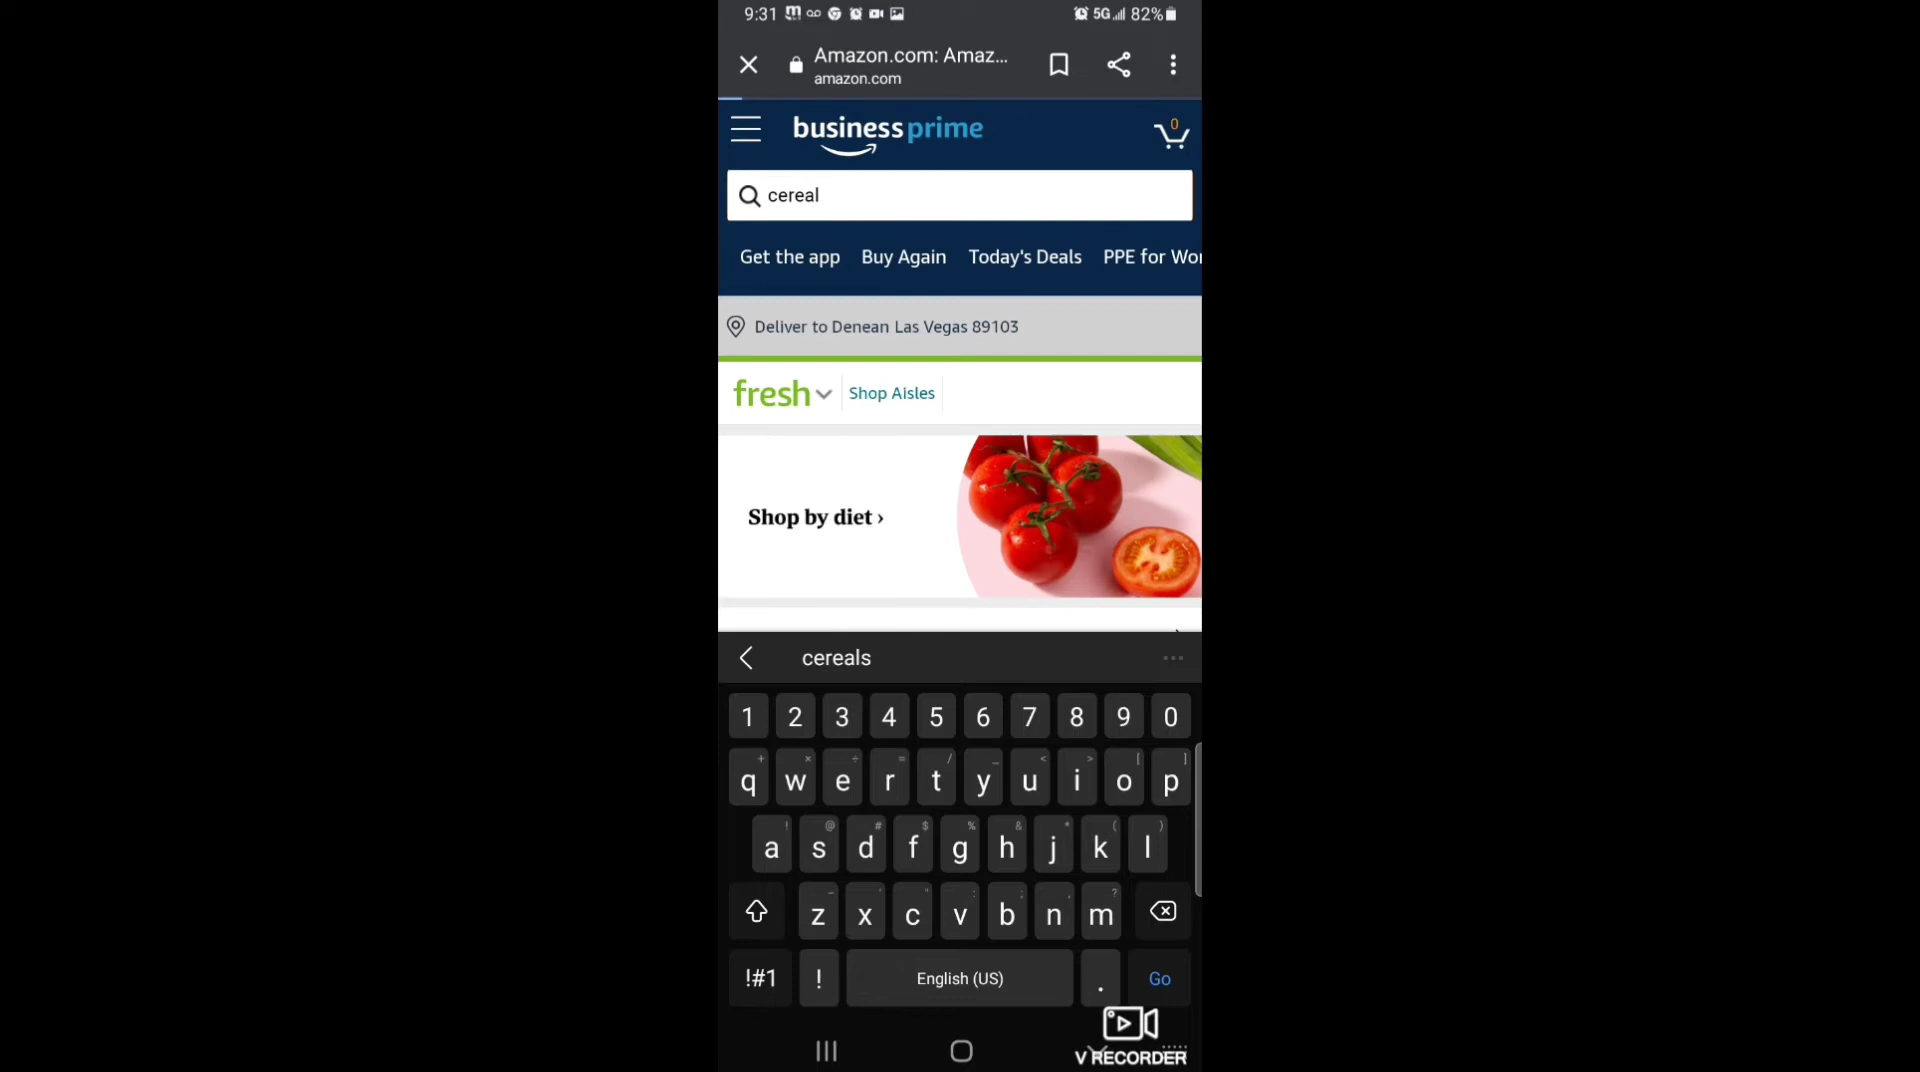 9:31 5G 82%
Amazon.com: Amaz...
amazon.com
business prime
0
cereal
Get the app Buy Again Today's Deals PPE for Wor
Deliver to Denean Las Vegas 89103
fresh Shop Aisles
Shop by diet ›
cereals ...
1 2 3 4 5 6 7 8 9 0
+ × ÷ = / _ < > [ ]
q w e r t y u i o p
! @ # $ % & * ( )
a s d f g h j k l
- ' " : ; , ?
z x c v b n m
!#1 ! English (US) . Go
V RECORDER